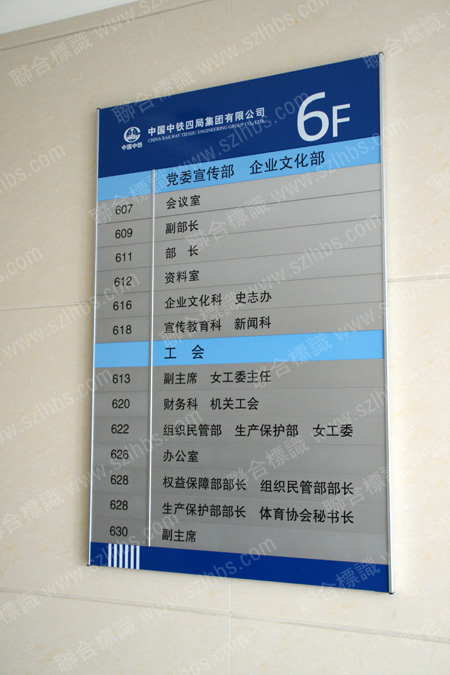 中国中铁
中国中铁四局集团有限公司
CHINA RAILWAY TIESIJU ENGINEERING GROUP CO., LTD.
6F
党委宣传部 企业文化部
607 会议室
609 副部长
611 部 长
612 资料室
616 企业文化科 史志办
618 宣传教育科 新闻科
工 会
613 副主席 女工委主任
620 财务科 机关工会
622 组织民管部 生产保护部 女工委
626 办公室
628 权益保障部部长 组织民管部部长
628 生产保护部部长 体育协会秘书长
630 副主席
聯合標識 www.szlhbs.com